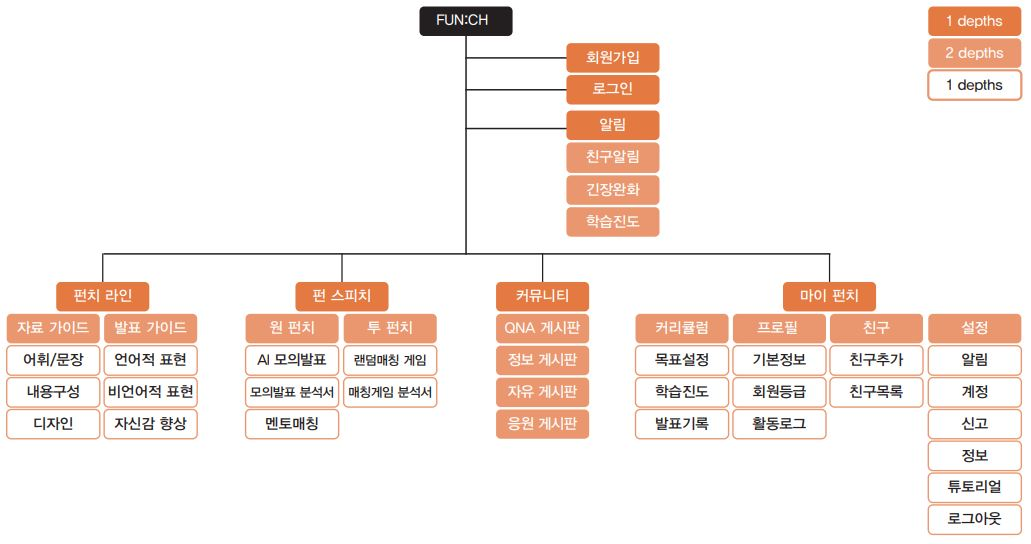 FUN:CH
1 depths
2 depths
1 depths
회원가입
로그인
알림
친구알림
긴장완화
학습진도
펀치 라인
자료 가이드
어휘/문장
내용구성
디자인
발표 가이드
언어적 표현
비언어적 표현
자신감 향상
펀 스피치
원 펀치
AI 모의발표
모의발표 분석서
멘토매칭
투 펀치
랜덤매칭 게임
매칭게임 분석서
커뮤니티
QNA 게시판
정보 게시판
자유 게시판
응원 게시판
마이 펀치
커리큘럼
목표설정
학습진도
발표기록
프로필
기본정보
회원등급
활동로그
친구
친구추가
친구목록
설정
알림
계정
신고
정보
튜토리얼
로그아웃